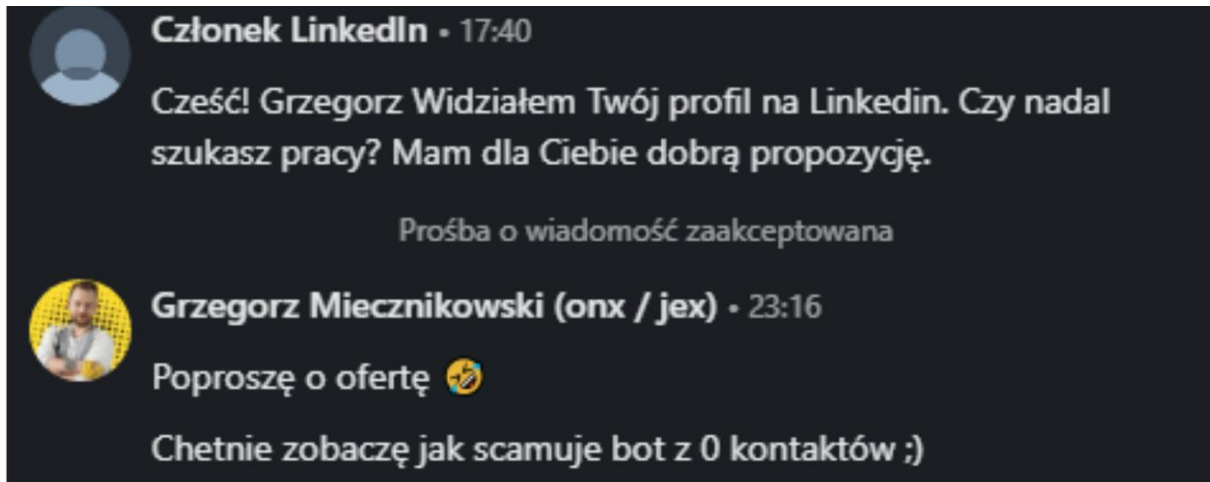 Członek LinkedIn • 17:40
Cześć! Grzegorz Widziałem Twój profil na Linkedin. Czy nadal
szukasz pracy? Mam dla Ciebie dobrą propozycję.
Prośba o wiadomość zaakceptowana
Grzegorz Miecznikowski (onx / jex) • 23:16
Poproszę o ofertę 🤣
Chetnie zobaczę jak scamuje bot z 0 kontaktów ;)